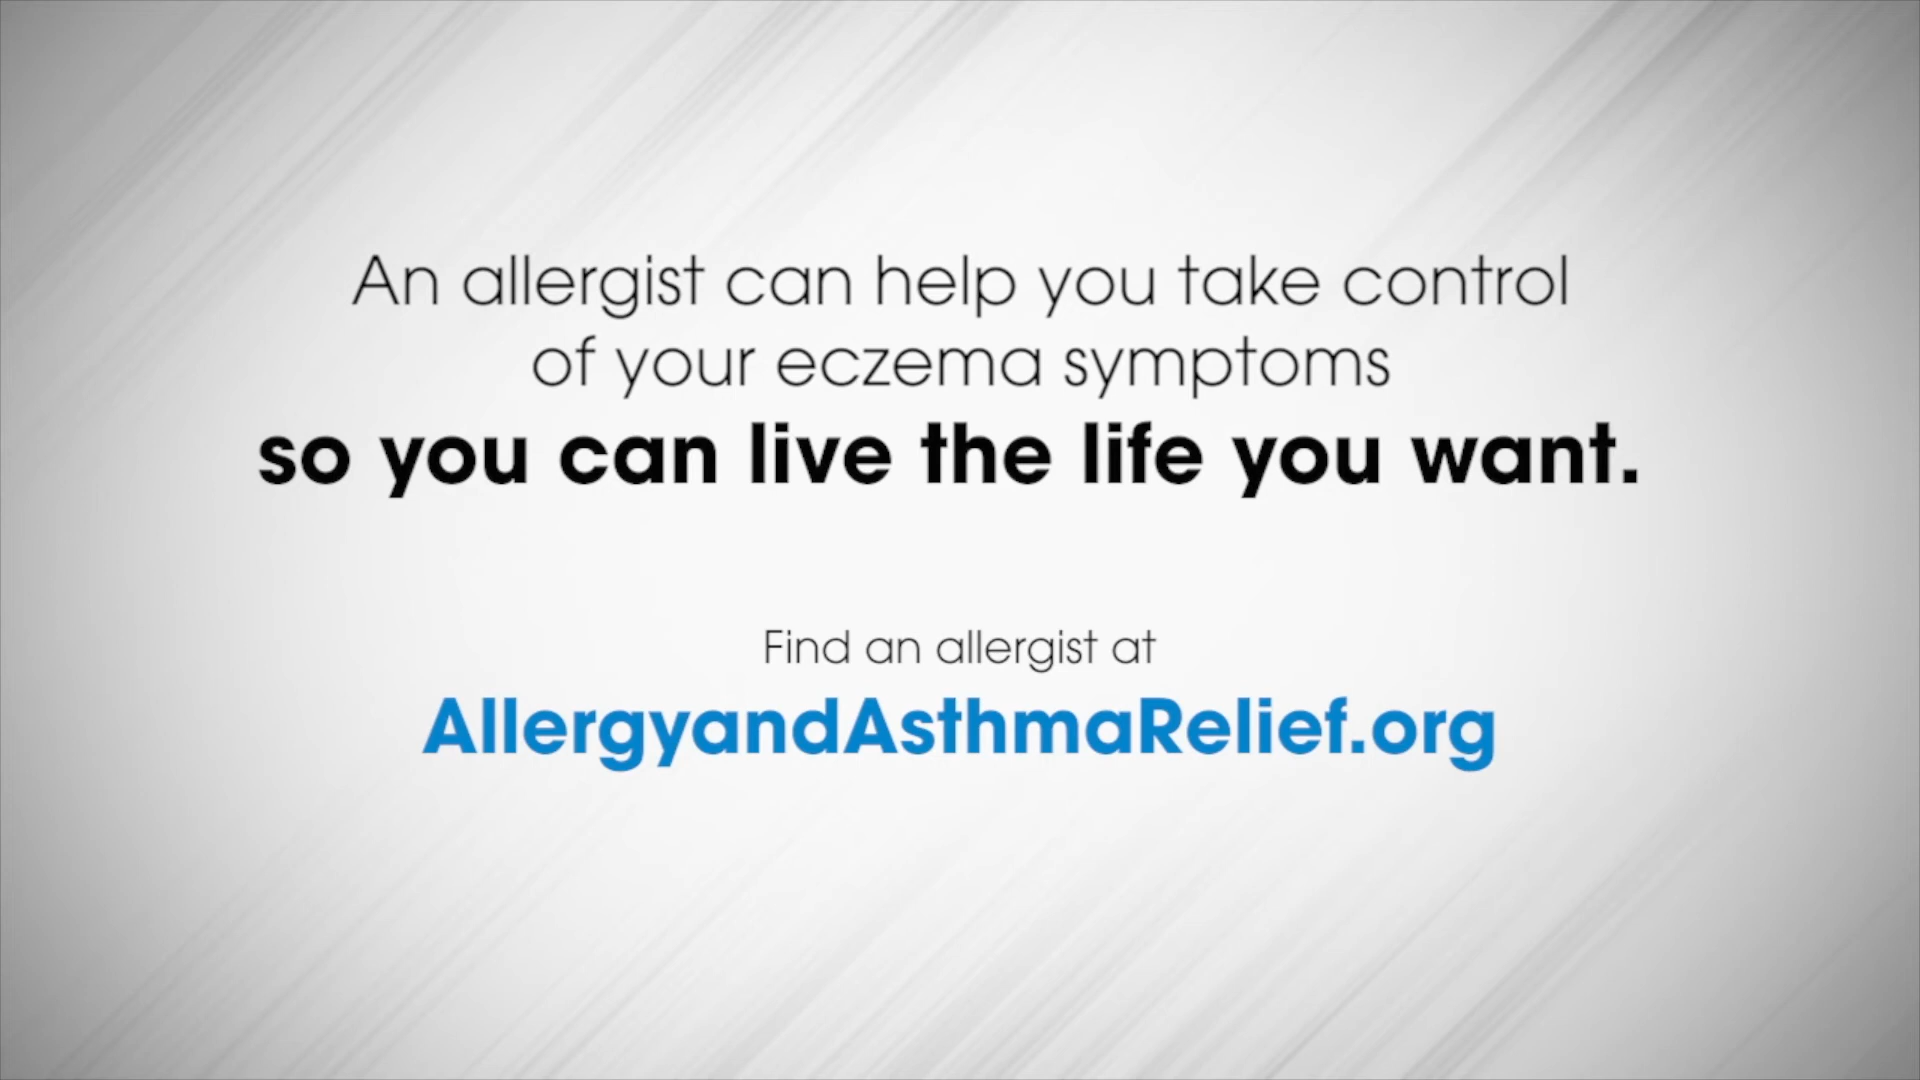 An allergist can help you take control
of your eczema symptoms
so you can live the life you want.
Find an allergist at
AllergyandAsthmaRelief.org